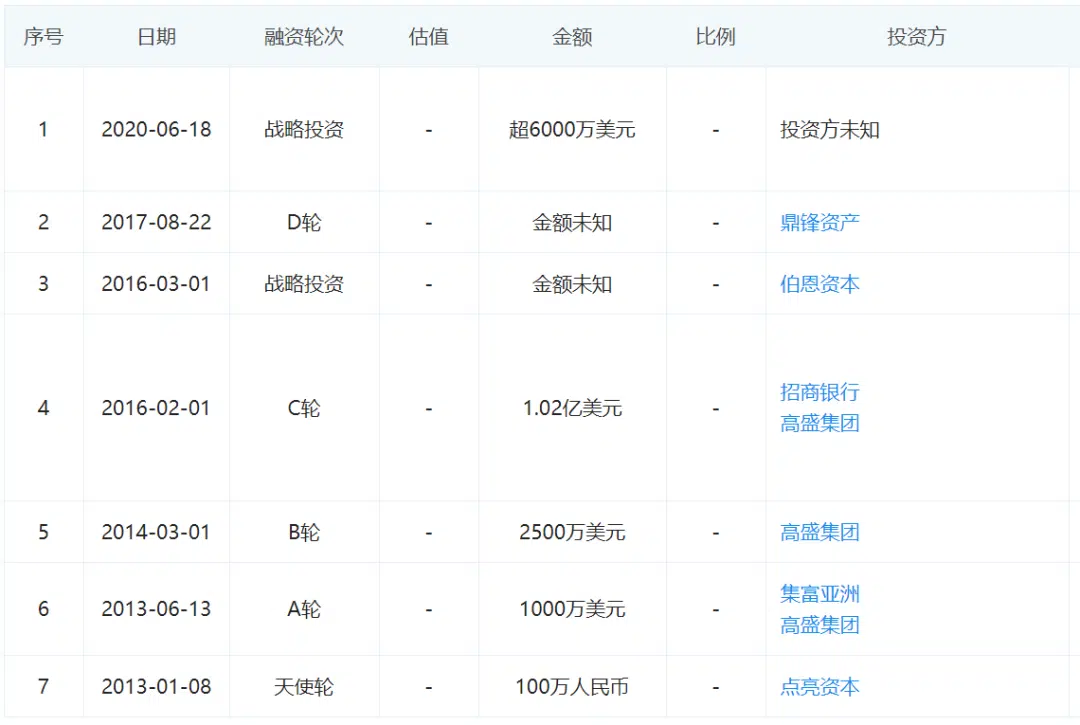 序号 日期 融资轮次 估值 金额 比例 投资方
1 2020-06-18 战略投资 - 超6000万美元 - 投资方未知
2 2017-08-22 D轮 - 金额未知 - 鼎锋资产
3 2016-03-01 战略投资 - 金额未知 - 伯恩资本
4 2016-02-01 C轮 - 1.02亿美元 - 招商银行
高盛集团
5 2014-03-01 B轮 - 2500万美元 - 高盛集团
6 2013-06-13 A轮 - 1000万美元 - 集富亚洲
高盛集团
7 2013-01-08 天使轮 - 100万人民币 - 点亮资本